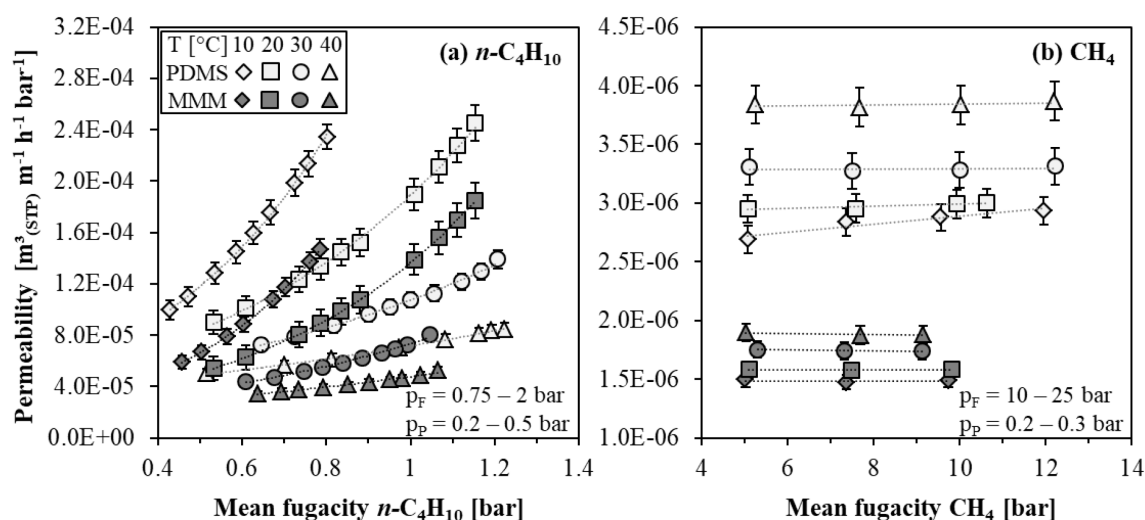 3.2E-04
2.8E-04
2.4E-04
2.0E-04
1.6E-04
1.2E-04
8.0E-05
4.0E-05
0.0E+00
Permeability [m³(STP) m⁻¹ h⁻¹ bar⁻¹]
T [°C] 10 20 30 40
PDMS
MMM
(a) n-C₄H₁₀
p_F = 0.75 – 2 bar
p_P = 0.2 – 0.5 bar
0.4 0.6 0.8 1 1.2 1.4
Mean fugacity n-C₄H₁₀ [bar]
4.5E-06
4.0E-06
3.5E-06
3.0E-06
2.5E-06
2.0E-06
1.5E-06
1.0E-06
(b) CH₄
p_F = 10 – 25 bar
p_P = 0.2 – 0.3 bar
4 6 8 10 12 14
Mean fugacity CH₄ [bar]